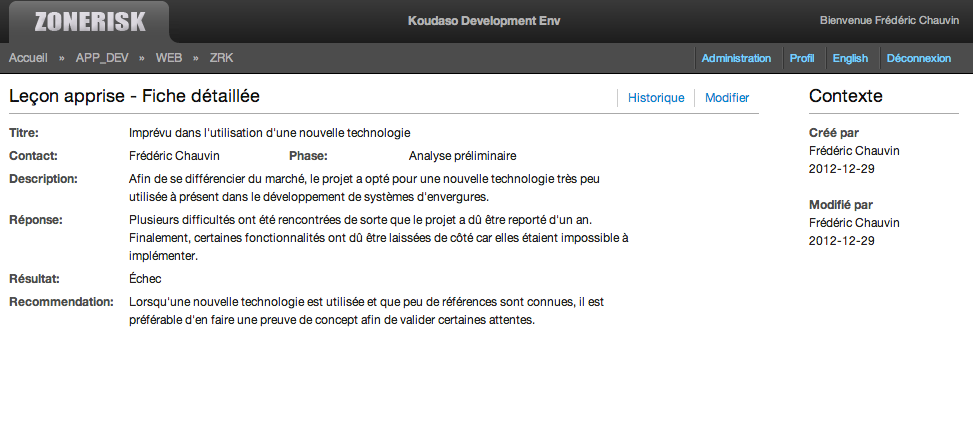 ZONERISK
Koudaso Development Env
Bienvenue Frédéric Chauvin
Accueil » APP_DEV » WEB » ZRK
Administration Profil English Déconnexion
Leçon apprise - Fiche détaillée
Historique Modifier
Titre: Imprévu dans l'utilisation d'une nouvelle technologie
Contact: Frédéric Chauvin Phase: Analyse préliminaire
Description: Afin de se différencier du marché, le projet a opté pour une nouvelle technologie très peu
utilisée à présent dans le développement de systèmes d'envergures.
Réponse: Plusieurs difficultés ont été rencontrées de sorte que le projet a dû être reporté d'un an.
Finalement, certaines fonctionnalités ont dû être laissées de côté car elles étaient impossible à
implémenter.
Résultat: Échec
Recommendation: Lorsqu'une nouvelle technologie est utilisée et que peu de références sont connues, il est
préférable d'en faire une preuve de concept afin de valider certaines attentes.
Contexte
Créé par
Frédéric Chauvin
2012-12-29
Modifié par
Frédéric Chauvin
2012-12-29